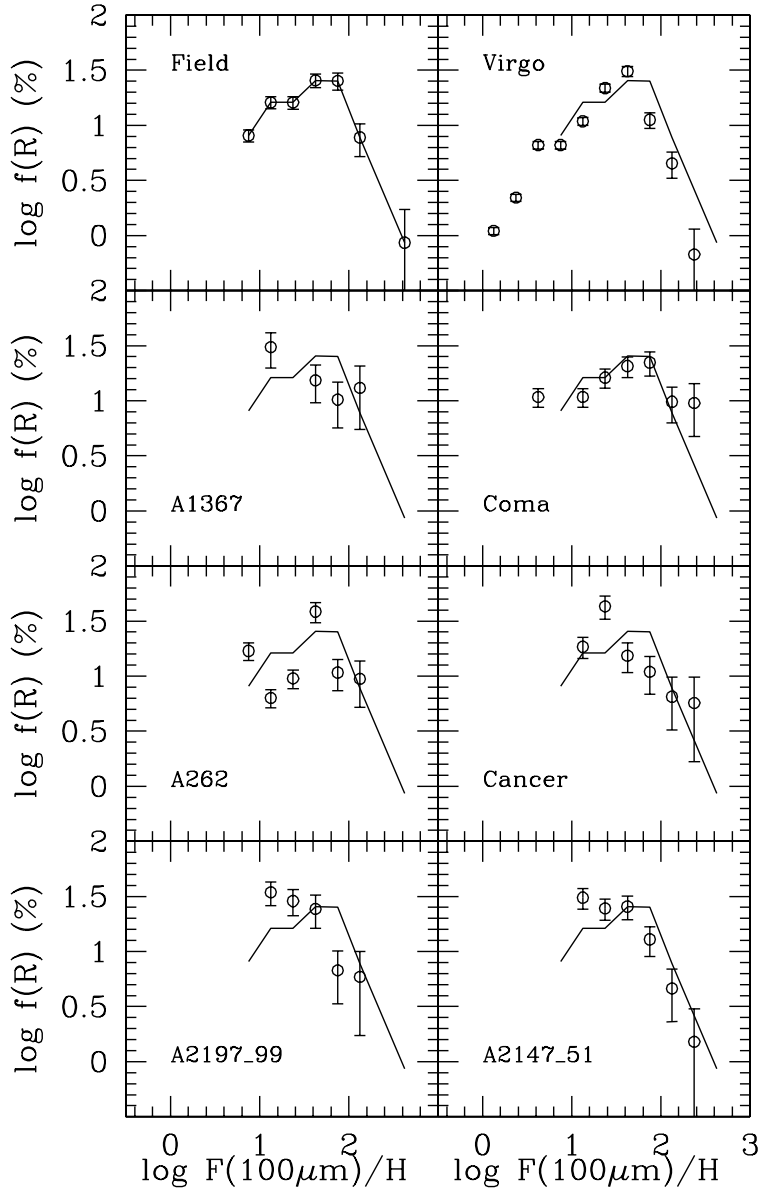 2
Field
Virgo
1.5
1
0.5
0
log f(R) (%)
2
A1367
Coma
1.5
1
0.5
0
log f(R) (%)
2
A262
Cancer
1.5
1
0.5
0
log f(R) (%)
2
A2197_99
A2147_51
1.5
1
0.5
0
log f(R) (%)
0 1 2 0 1 2 3
log F(100μm)/H log F(100μm)/H